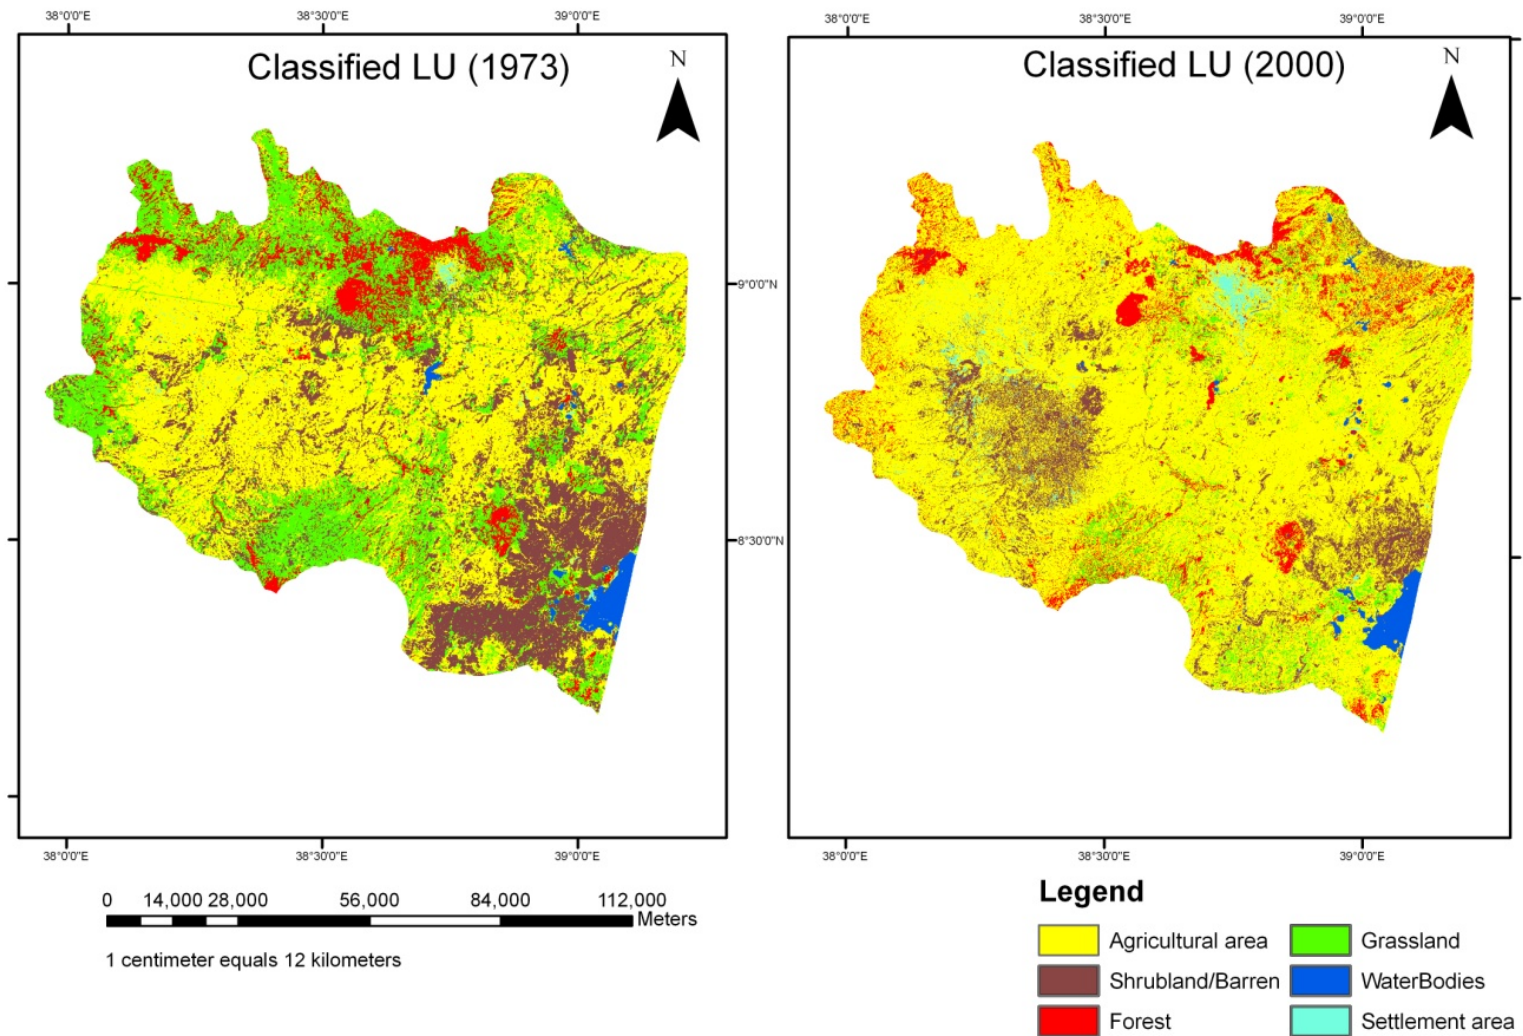 38°0'0"E 38°30'0"E 39°0'0"E
38°0'0"E 38°30'0"E 39°0'0"E
Classified LU (1973)
N
Classified LU (2000)
N
9°0'0"N
8°30'0"N
38°0'0"E 38°30'0"E 39°0'0"E
38°0'0"E 38°30'0"E 39°0'0"E
0 14,000 28,000 56,000 84,000 112,000
Meters
1 centimeter equals 12 kilometers
Legend
Agricultural area
Shrubland/Barren
Forest
Grassland
WaterBodies
Settlement area